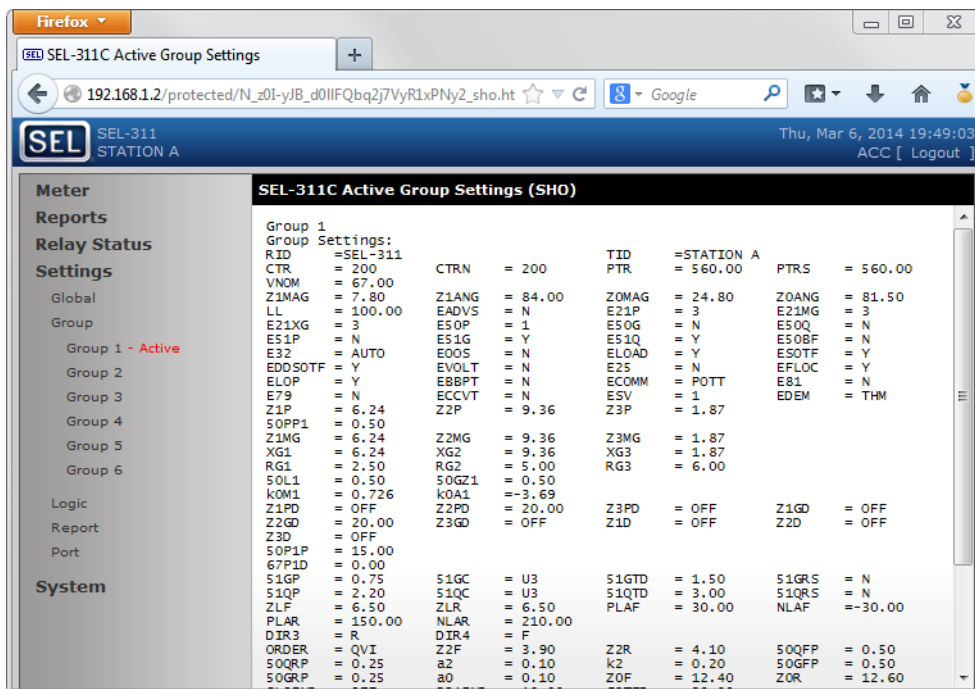 Firefox
SEL SEL-311C Active Group Settings
192.168.1.2/protected/N_z0I-yJB_d0IIFQbq2j7VyR1xPNy2_sho.ht
Google
SEL
SEL-311
STATION A
Thu, Mar 6, 2014 19:49:03
ACC [ Logout ]
Meter
Reports
Relay Status
Settings
Global
Group
Group 1 - Active
Group 2
Group 3
Group 4
Group 5
Group 6
Logic
Report
Port
System
SEL-311C Active Group Settings (SHO)
Group 1
Group Settings:
RID =SEL-311 TID =STATION A
CTR = 200 CTRN = 200 PTR = 560.00 PTRS = 560.00
VNOM = 67.00
Z1MAG = 7.80 Z1ANG = 84.00 Z0MAG = 24.80 Z0ANG = 81.50
LL = 100.00 EADVS = N E21P = 3 E21MG = 3
E21XG = 3 E50P = 1 E50G = N E50Q = N
E51P = N E51G = Y E51Q = Y E50BF = N
E32 = AUTO EOOS = N ELOAD = Y ESOTF = Y
EDDSOTF = Y EVOLT = N E25 = N EFLOC = Y
ELOP = Y EBBPT = N ECOMM = POTT E81 = N
E79 = N ECCVT = N ESV = 1 EDEM = THM
Z1P = 6.24 Z2P = 9.36 Z3P = 1.87
50PP1 = 0.50
Z1MG = 6.24 Z2MG = 9.36 Z3MG = 1.87
XG1 = 6.24 XG2 = 9.36 XG3 = 1.87
RG1 = 2.50 RG2 = 5.00 RG3 = 6.00
50L1 = 0.50 50GZ1 = 0.50
k0M1 = 0.726 k0A1 =-3.69
Z1PD = OFF Z2PD = 20.00 Z3PD = OFF Z1GD = OFF
Z2GD = 20.00 Z3GD = OFF Z1D = OFF Z2D = OFF
Z3D = OFF
50P1P = 15.00
67P1D = 0.00
51GP = 0.75 51GC = U3 51GTD = 1.50 51GRS = N
51QP = 2.20 51QC = U3 51QTD = 3.00 51QRS = N
ZLF = 6.50 ZLR = 6.50 PLAF = 30.00 NLAF =-30.00
PLAR = 150.00 NLAR = 210.00
DIR3 = R DIR4 = F
ORDER = QVI Z2F = 3.90 Z2R = 4.10 50QFP = 0.50
50QRP = 0.25 a2 = 0.10 k2 = 0.20 50GFP = 0.50
50GRP = 0.25 a0 = 0.10 Z0F = 12.40 Z0R = 12.60